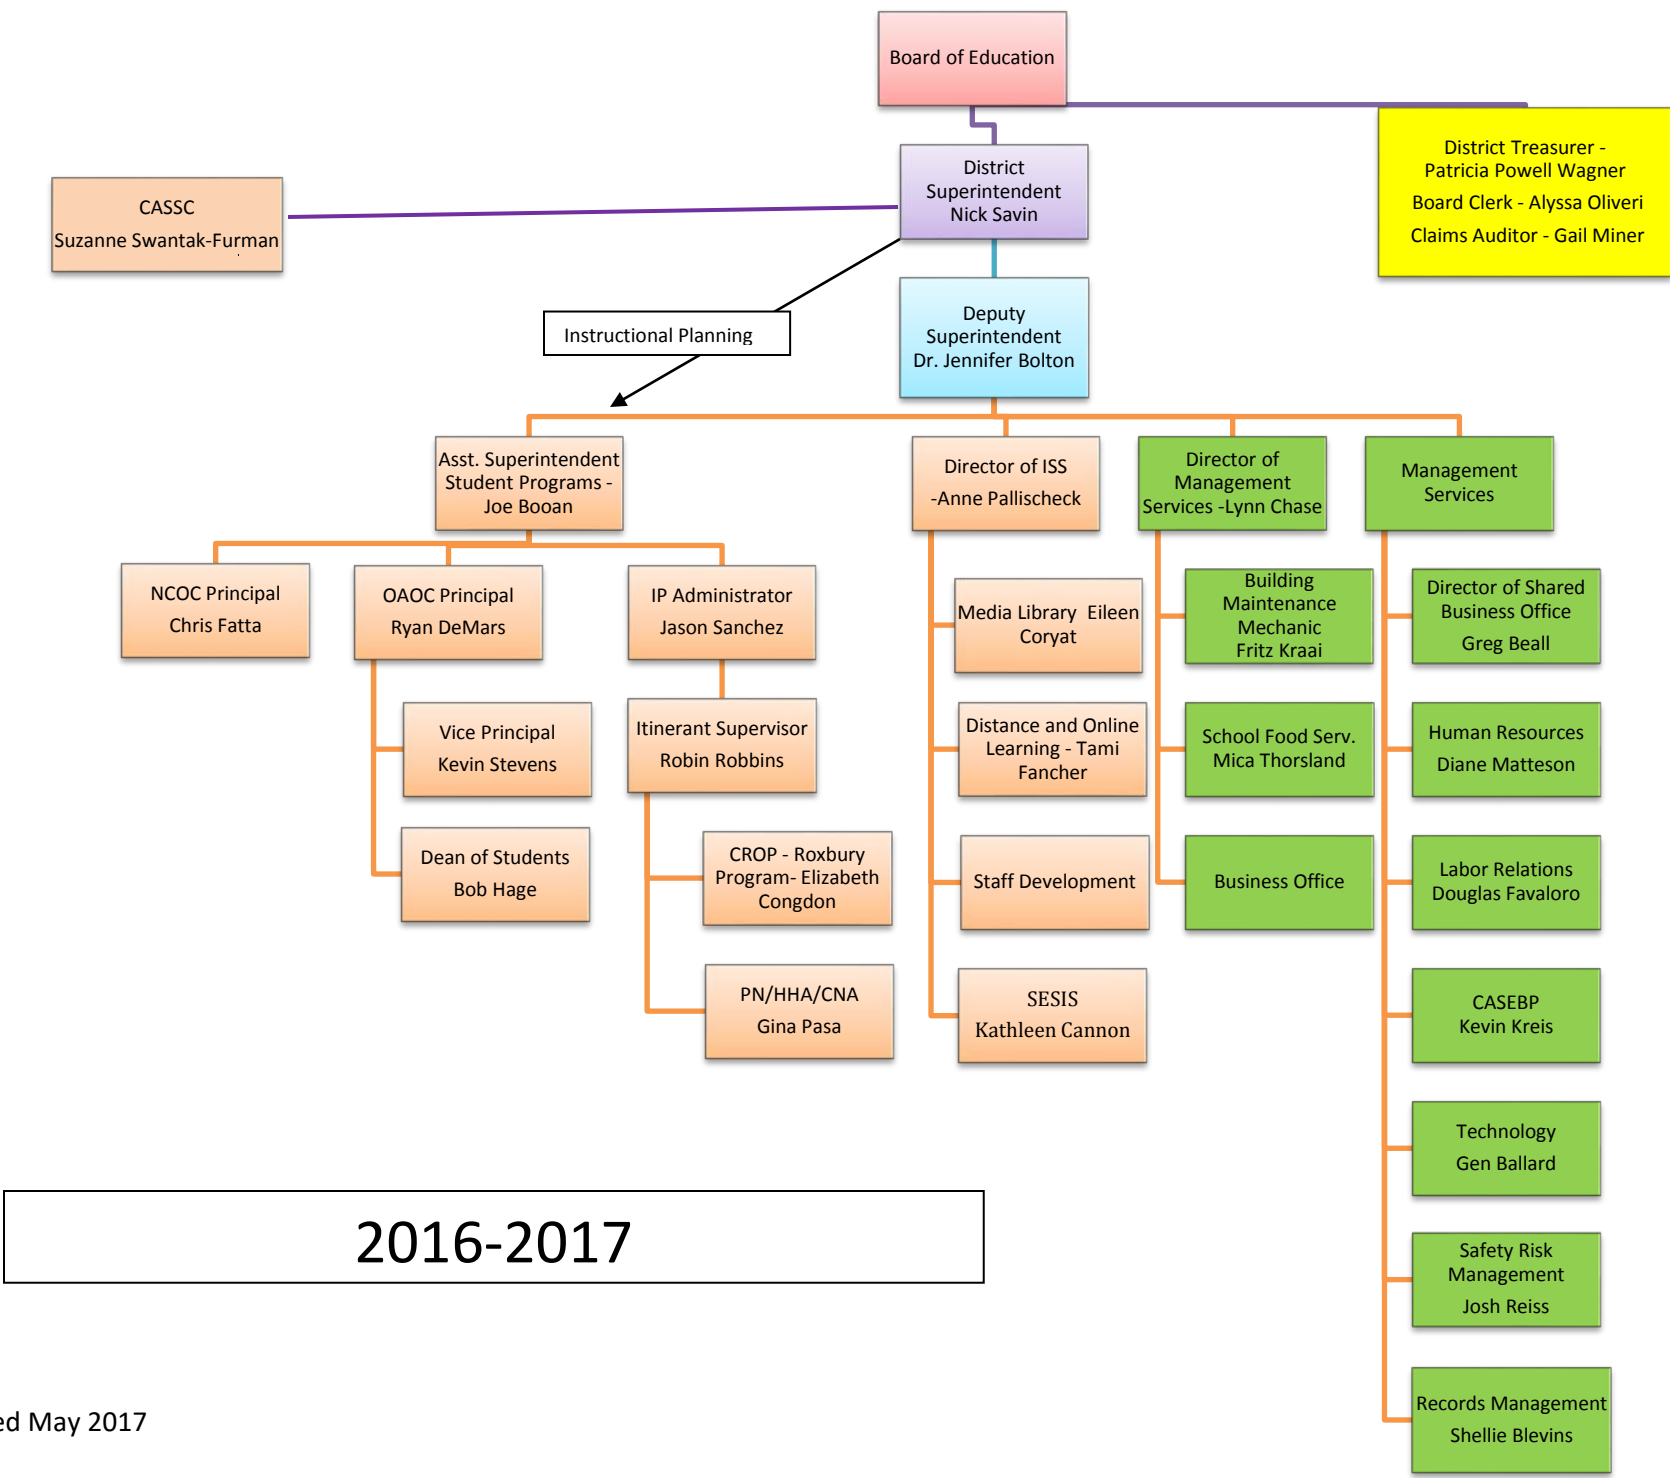 Board of Education
District Treasurer -
Patricia Powell Wagner
Board Clerk - Alyssa Oliveri
Claims Auditor - Gail Miner
District
Superintendent
Nick Savin
CASSC
Suzanne Swantak-Furman
Instructional Planning
Deputy
Superintendent
Dr. Jennifer Bolton
Asst. Superintendent
Student Programs -
Joe Booan
Director of ISS
-Anne Pallischeck
Director of
Management
Services -Lynn Chase
Management
Services
NCOC Principal
Chris Fatta
OAOC Principal
Ryan DeMars
IP Administrator
Jason Sanchez
Vice Principal
Kevin Stevens
Dean of Students
Bob Hage
Itinerant Supervisor
Robin Robbins
CROP - Roxbury
Program- Elizabeth
Congdon
PN/HHA/CNA
Gina Pasa
Media Library  Eileen
Coryat
Distance and Online
Learning - Tami
Fancher
Staff Development
SESIS
Kathleen Cannon
Building
Maintenance
Mechanic
Fritz Kraai
School Food Serv.
Mica Thorsland
Business Office
Director of Shared
Business Office
Greg Beall
Human Resources
Diane Matteson
Labor Relations
Douglas Favaloro
CASEBP
Kevin Kreis
Technology
Gen Ballard
Safety Risk
Management
Josh Reiss
Records Management
Shellie Blevins
2016-2017
ed May 2017